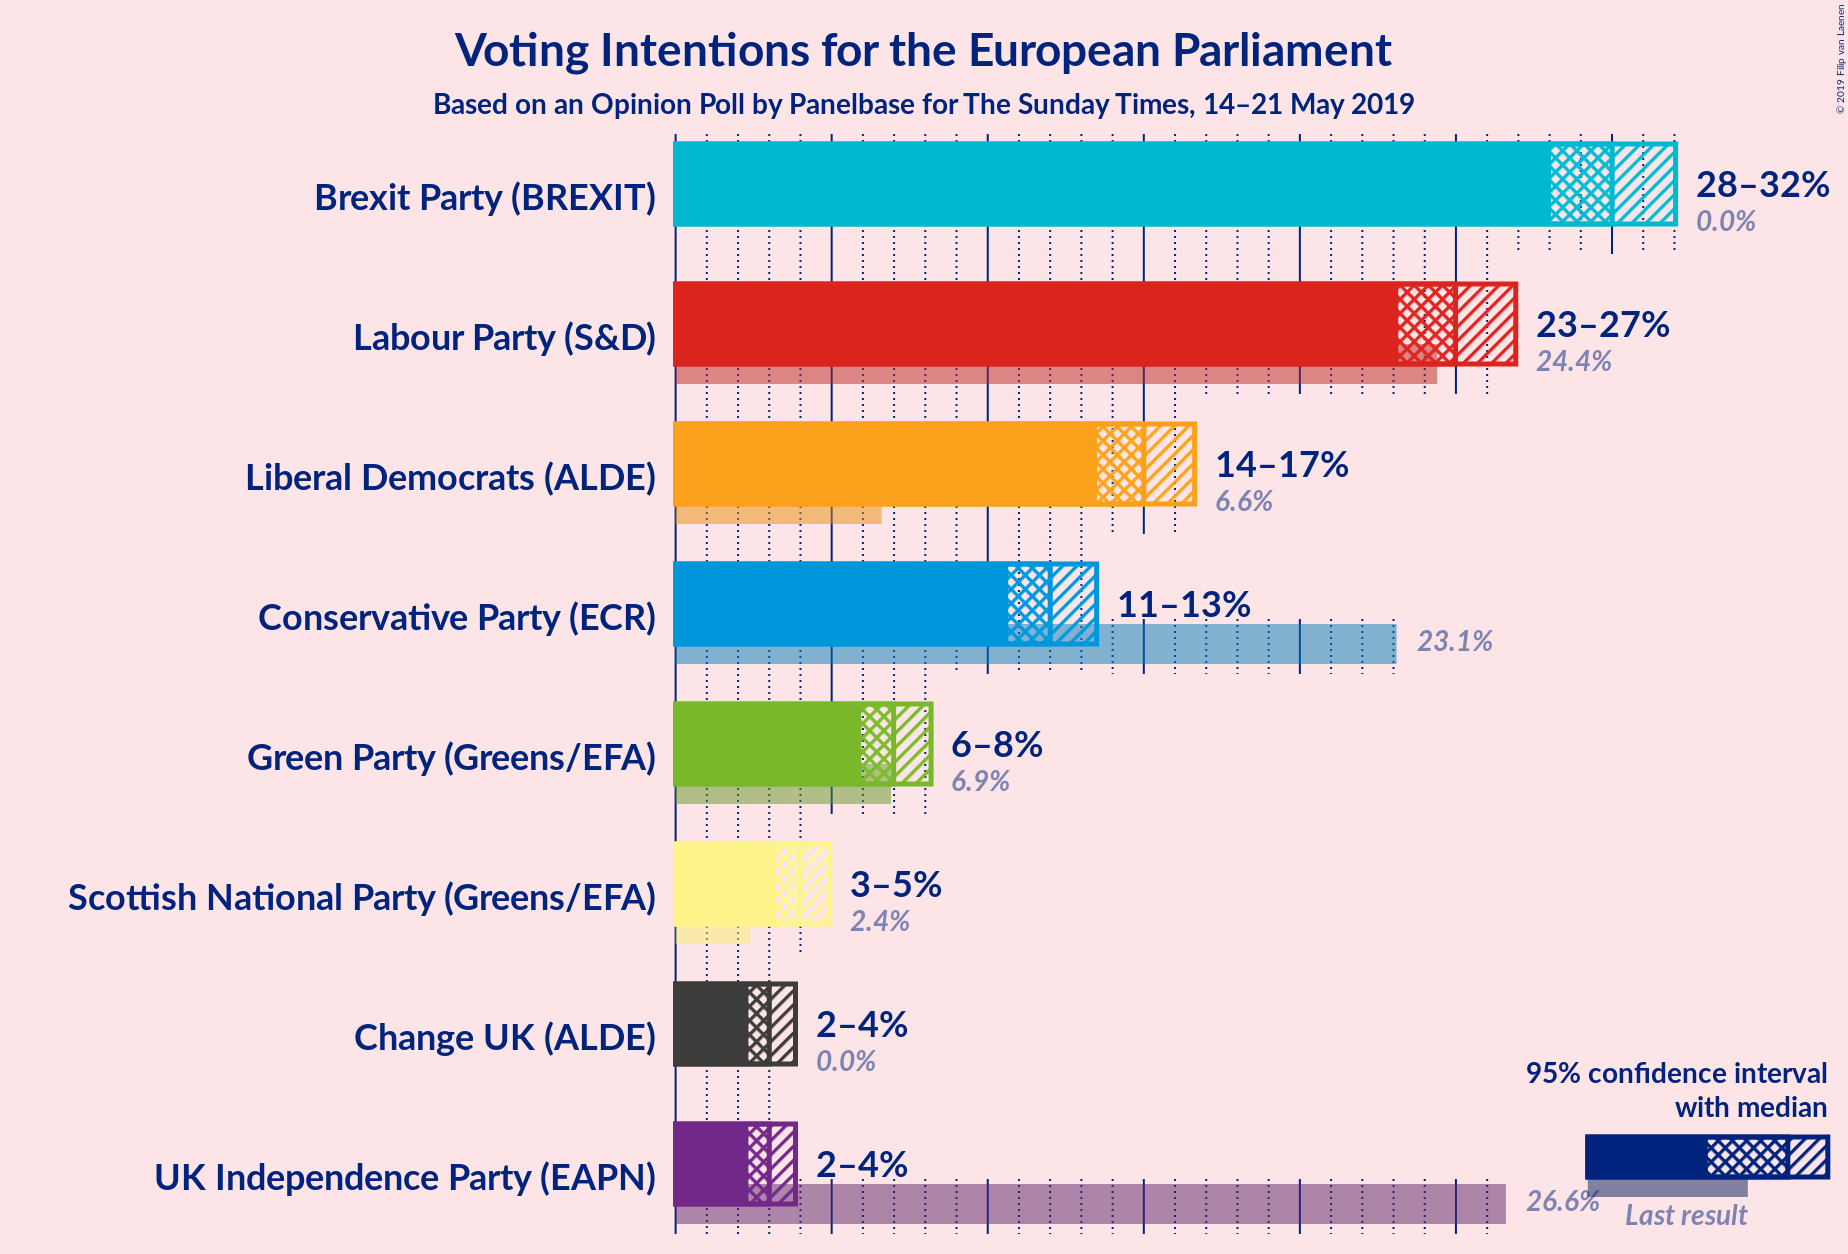 Voting Intentions for the European Parliament
Based on an Opinion Poll by Panelbase for The Sunday Times, 14–21 May 2019
© 2019 Filip van Laenen
Brexit Party (BREXIT)
28–32%
0.0%
Labour Party (S&D)
23–27%
24.4%
Liberal Democrats (ALDE)
14–17%
6.6%
Conservative Party (ECR)
11–13%
23.1%
Green Party (Greens/EFA)
6–8%
6.9%
Scottish National Party (Greens/EFA)
3–5%
2.4%
Change UK (ALDE)
2–4%
0.0%
UK Independence Party (EAPN)
2–4%
26.6%
95% confidence interval
with median
Last result